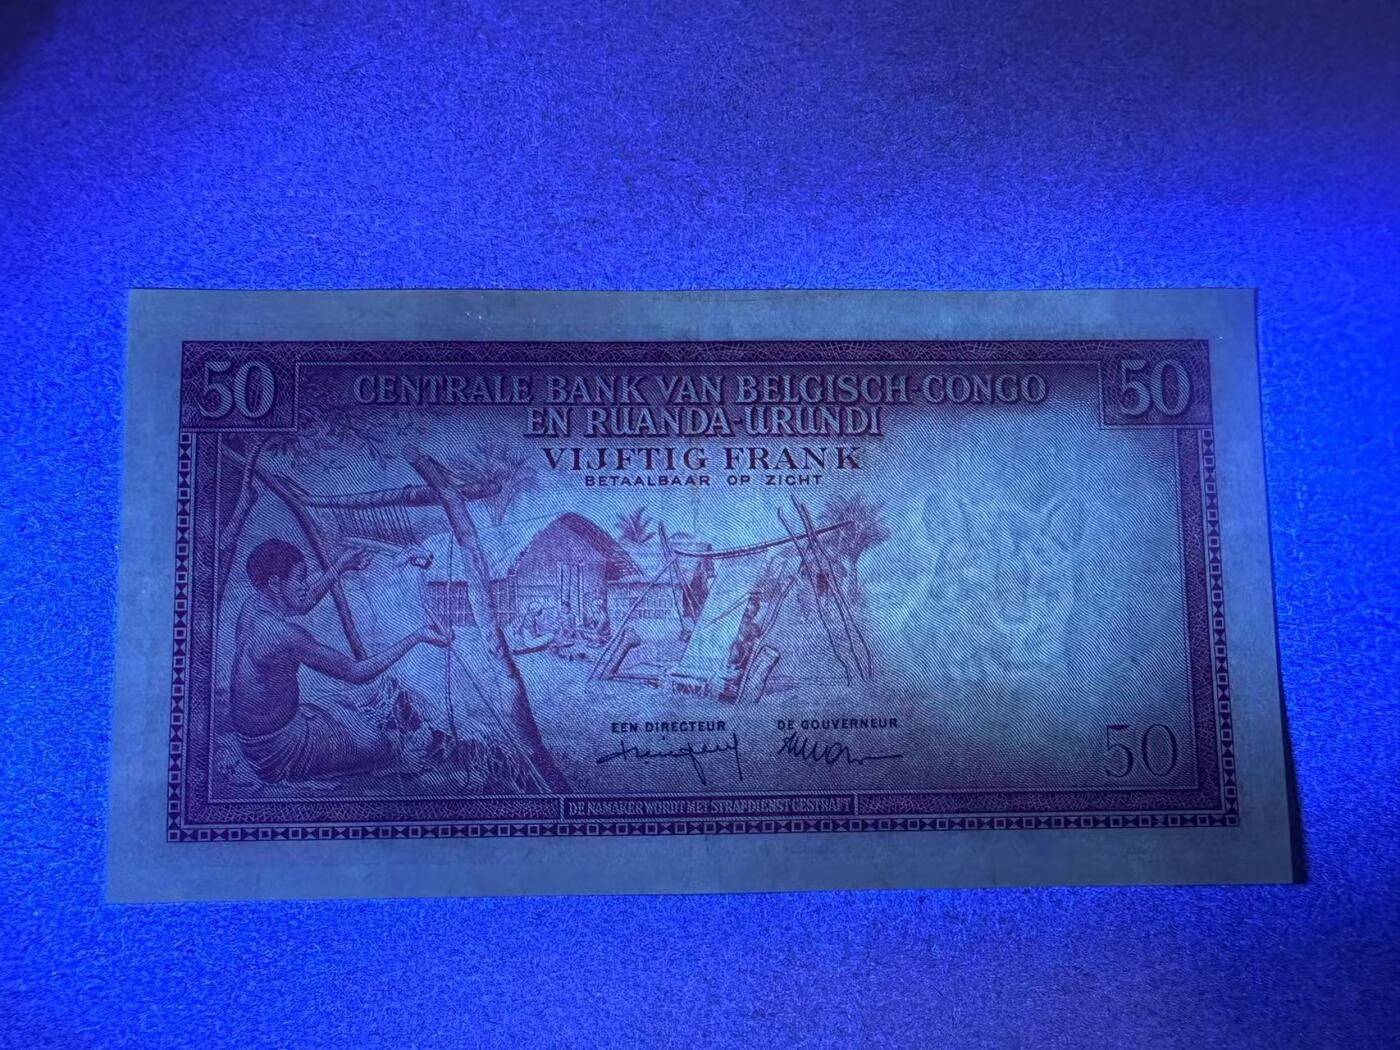 50 CENTRALE BANK VAN BELGISCH-CONGO 50
EN RUANDA-URUNDI
VIJFTIG FRANK
BETAALBAAR OP ZICHT
EEN DIRECTEUR DE GOUVERNEUR
50
DE NAMAKER WORDT MET STRAFDIENST GESTRAFT